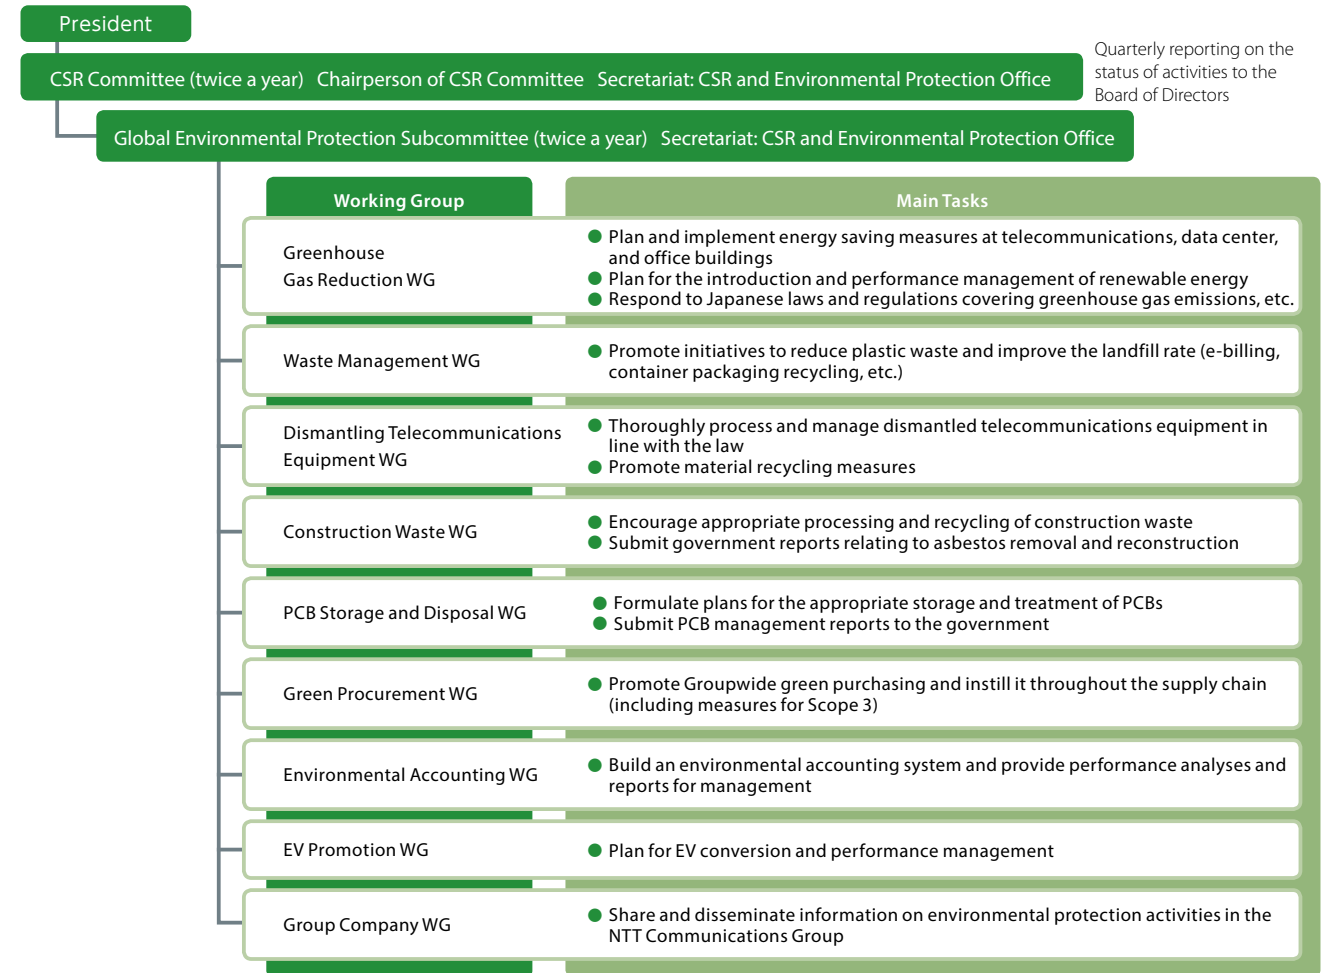 President
CSR Committee (twice a year) Chairperson of CSR Committee Secretariat: CSR and Environmental Protection Office
Quarterly reporting on the
status of activities to the
Board of Directors
Global Environmental Protection Subcommittee (twice a year) Secretariat: CSR and Environmental Protection Office
Working Group
Main Tasks
Greenhouse
Gas Reduction WG
● Plan and implement energy saving measures at telecommunications, data center,
and office buildings
● Plan for the introduction and performance management of renewable energy
● Respond to Japanese laws and regulations covering greenhouse gas emissions, etc.
Waste Management WG
● Promote initiatives to reduce plastic waste and improve the landfill rate (e-billing,
container packaging recycling, etc.)
Dismantling Telecommunications
Equipment WG
● Thoroughly process and manage dismantled telecommunications equipment in
line with the law
● Promote material recycling measures
Construction Waste WG
● Encourage appropriate processing and recycling of construction waste
● Submit government reports relating to asbestos removal and reconstruction
PCB Storage and Disposal WG
● Formulate plans for the appropriate storage and treatment of PCBs
● Submit PCB management reports to the government
Green Procurement WG
● Promote Groupwide green purchasing and instill it throughout the supply chain
(including measures for Scope 3)
Environmental Accounting WG
● Build an environmental accounting system and provide performance analyses and
reports for management
EV Promotion WG
● Plan for EV conversion and performance management
Group Company WG
● Share and disseminate information on environmental protection activities in the
NTT Communications Group